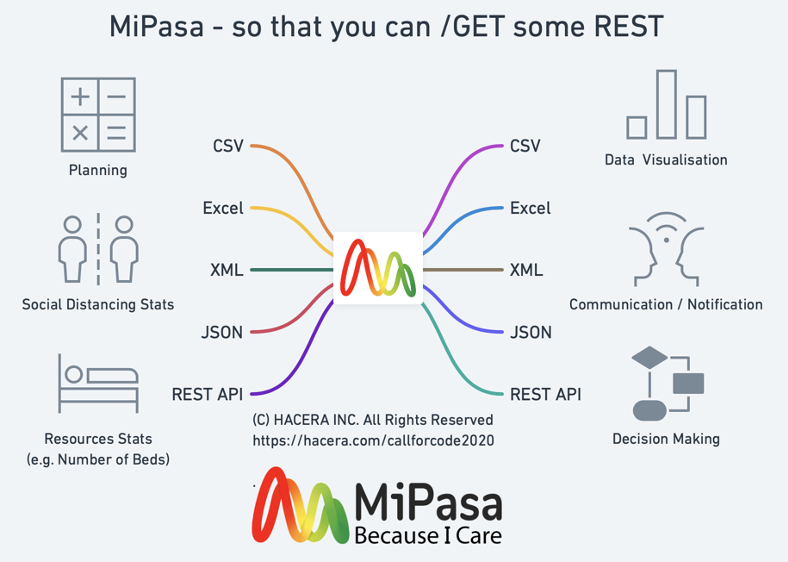 MiPasa - so that you can /GET some REST
Planning
Social Distancing Stats
Resources Stats
(e.g. Number of Beds)
CSV
Excel
XML
JSON
REST API
CSV
Excel
XML
JSON
REST API
Data Visualisation
Communication / Notification
Decision Making
(C) HACERA INC. All Rights Reserved
https://hacera.com/callforcode2020
MiPasa
Because I Care